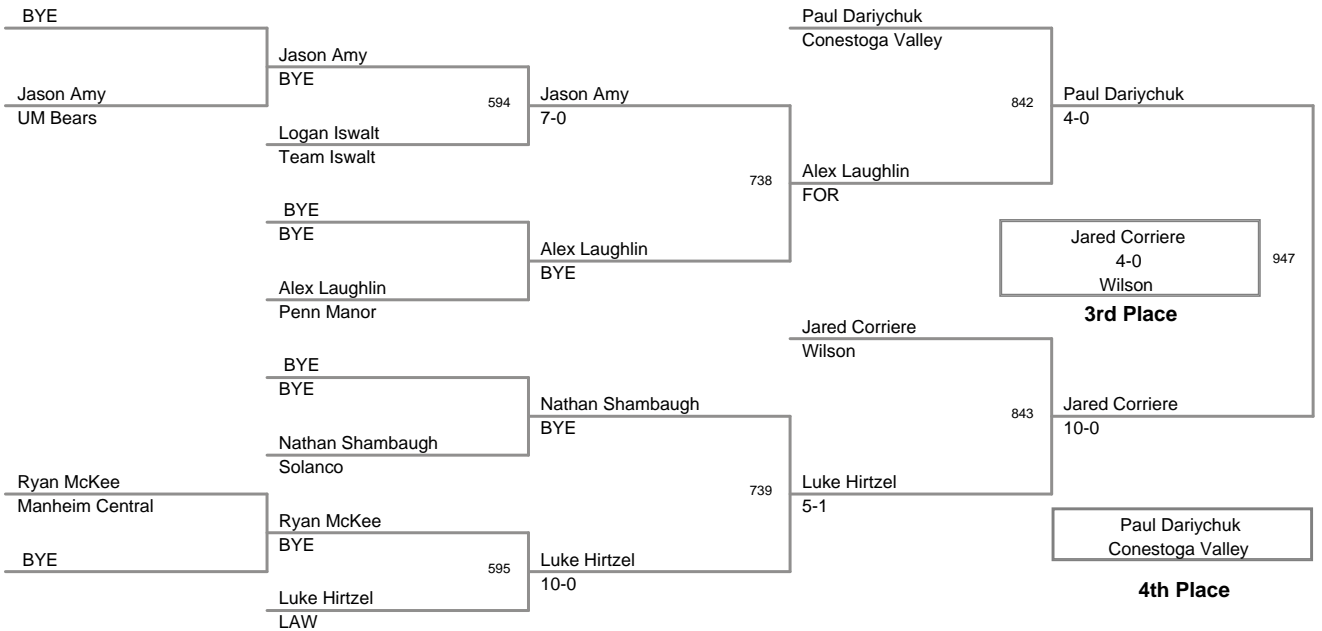 BYE
Jason Amy
UM Bears
Ryan McKee
Manheim Central
BYE
Jason Amy
BYE
594
Logan Iswalt
Team Iswalt
BYE
BYE
Alex Laughlin
Penn Manor
BYE
BYE
Nathan Shambaugh
Solanco
Ryan McKee
BYE
595
Luke Hirtzel
LAW
Jason Amy
7-0
738
Alex Laughlin
BYE
Nathan Shambaugh
BYE
739
Luke Hirtzel
10-0
Paul Dariychuk
Conestoga Valley
842
Alex Laughlin
FOR
Jared Corriere
Wilson
843
Luke Hirtzel
5-1
Paul Dariychuk
4-0
Jared Corriere
4-0
Wilson
947
3rd Place
Jared Corriere
10-0
Paul Dariychuk
Conestoga Valley
4th Place